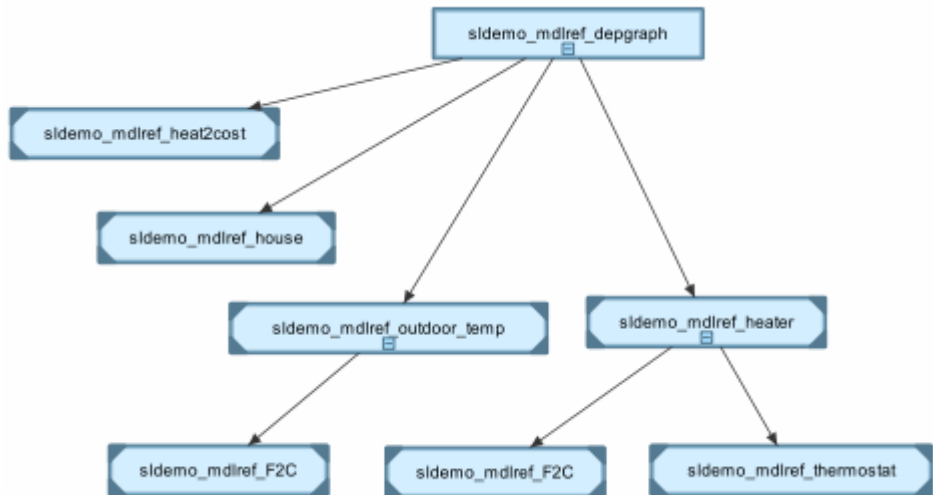 sldemo_mdlref_depgraph
sldemo_mdlref_heat2cost
sldemo_mdlref_house
sldemo_mdlref_outdoor_temp
sldemo_mdlref_heater
sldemo_mdlref_F2C
sldemo_mdlref_F2C
sldemo_mdlref_thermostat